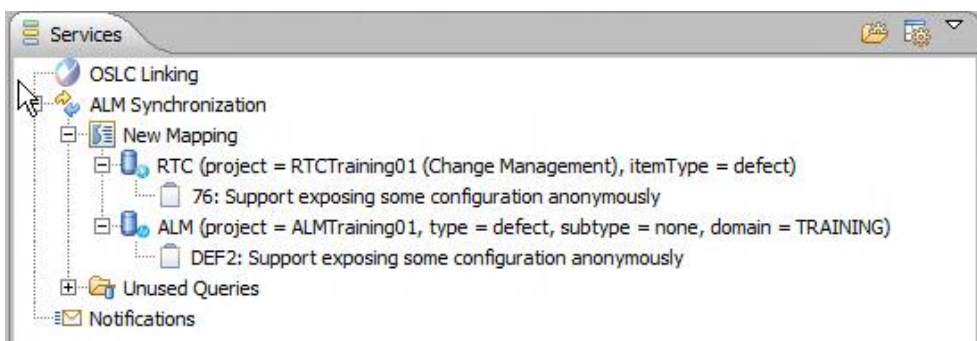 Services
OSLC Linking
ALM Synchronization
New Mapping
RTC (project = RTCTraining01 (Change Management), itemType = defect)
76: Support exposing some configuration anonymously
ALM (project = ALMTraining01, type = defect, subtype = none, domain = TRAINING)
DEF2: Support exposing some configuration anonymously
Unused Queries
Notifications